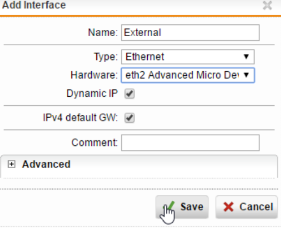 Add Interface
Name: External
Type: Ethernet
Hardware: eth2 Advanced Micro Dev
Dynamic IP
IPv4 default GW:
Comment:
Advanced
Save Cancel